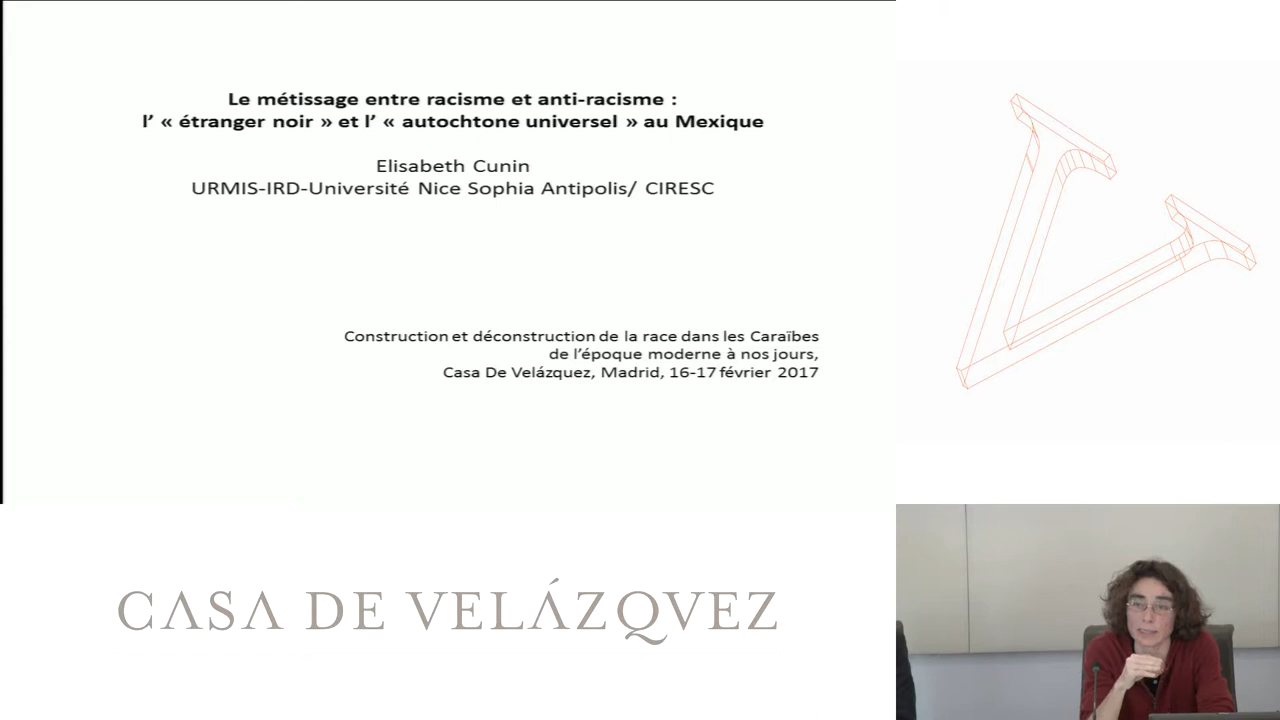 Le métissage entre racisme et anti-racisme :
l’ « étranger noir » et l’ « autochtone universel » au Mexique
Elisabeth Cunin
URMIS-IRD-Université Nice Sophia Antipolis/ CIRESC
Construction et déconstruction de la race dans les Caraïbes
de l’époque moderne à nos jours,
Casa De Velázquez, Madrid, 16-17 février 2017
CASA DE VELÁZQVEZ